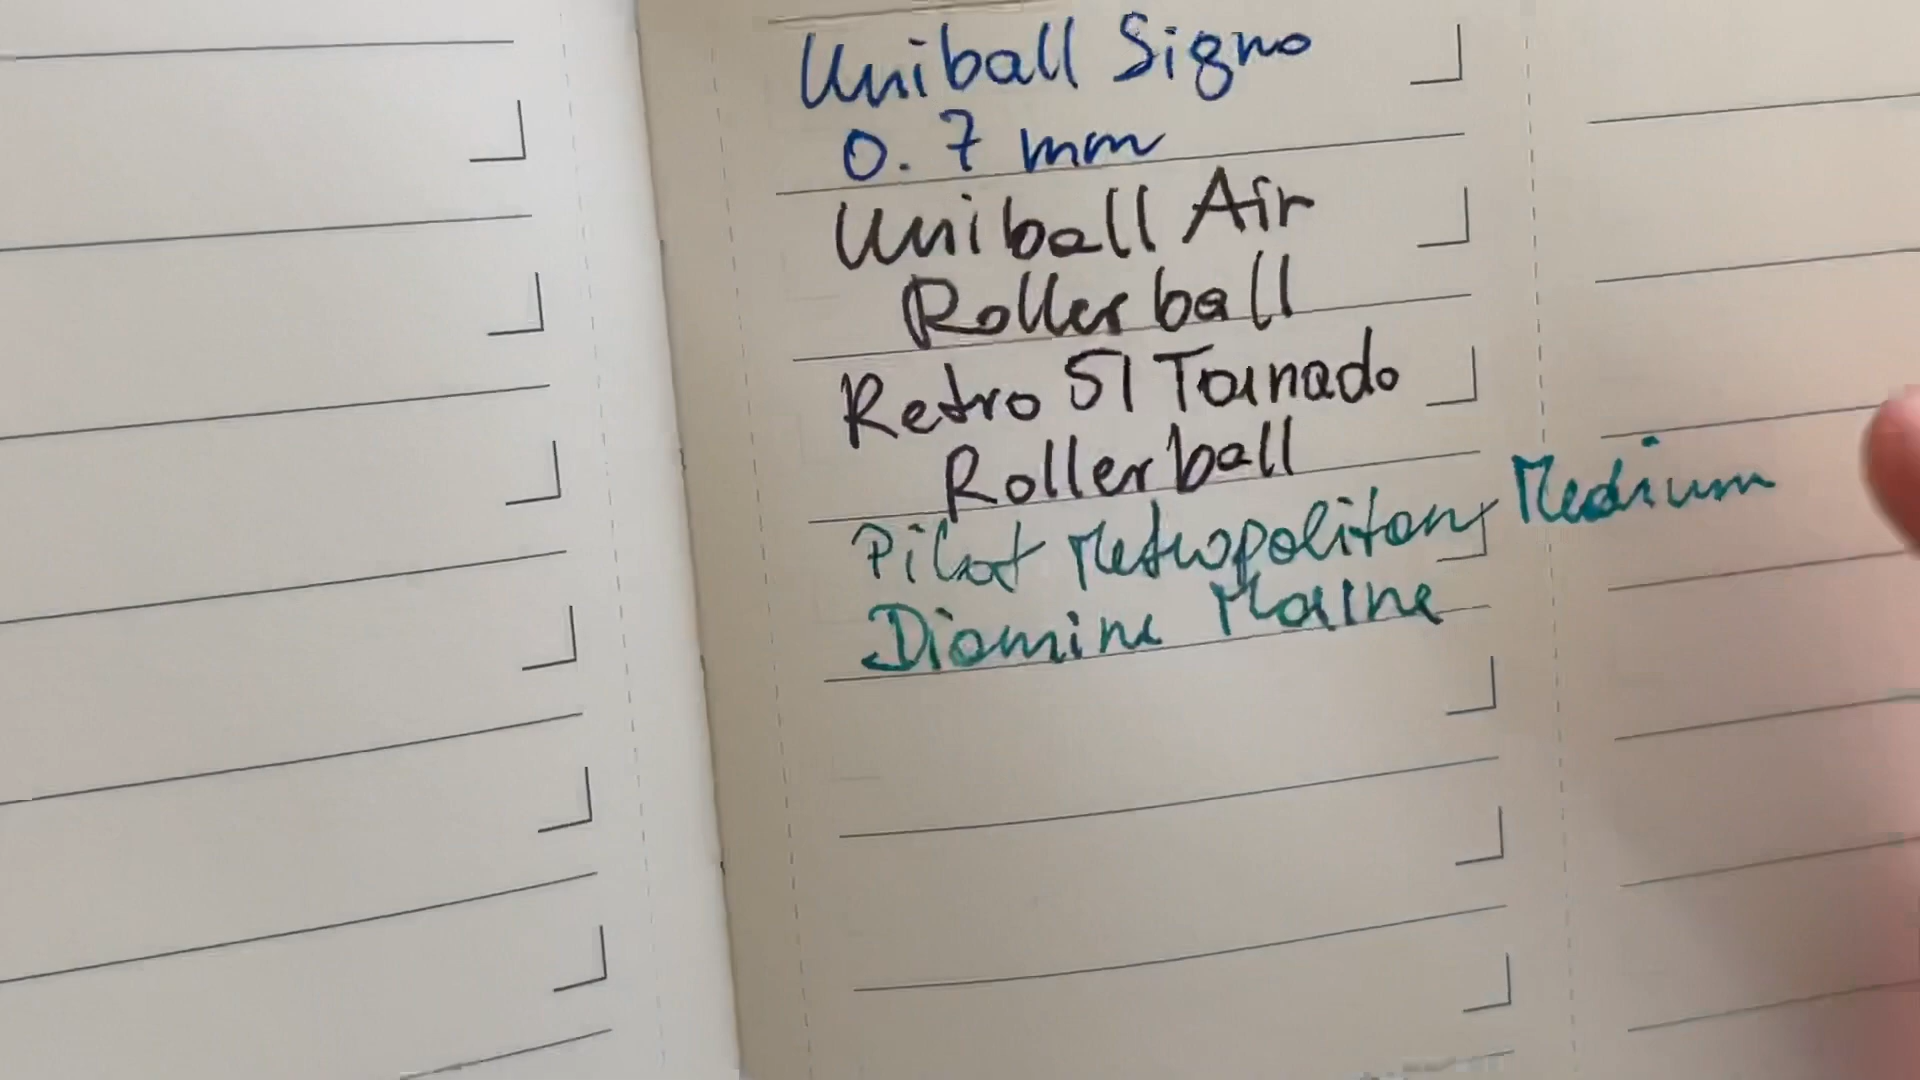 Uniball Signo
0.7 mm
Uniball Air
Rollerball
Retro 51 Tornado
Rollerball
Pilot Metropolitan, Medium
Diamine Marine